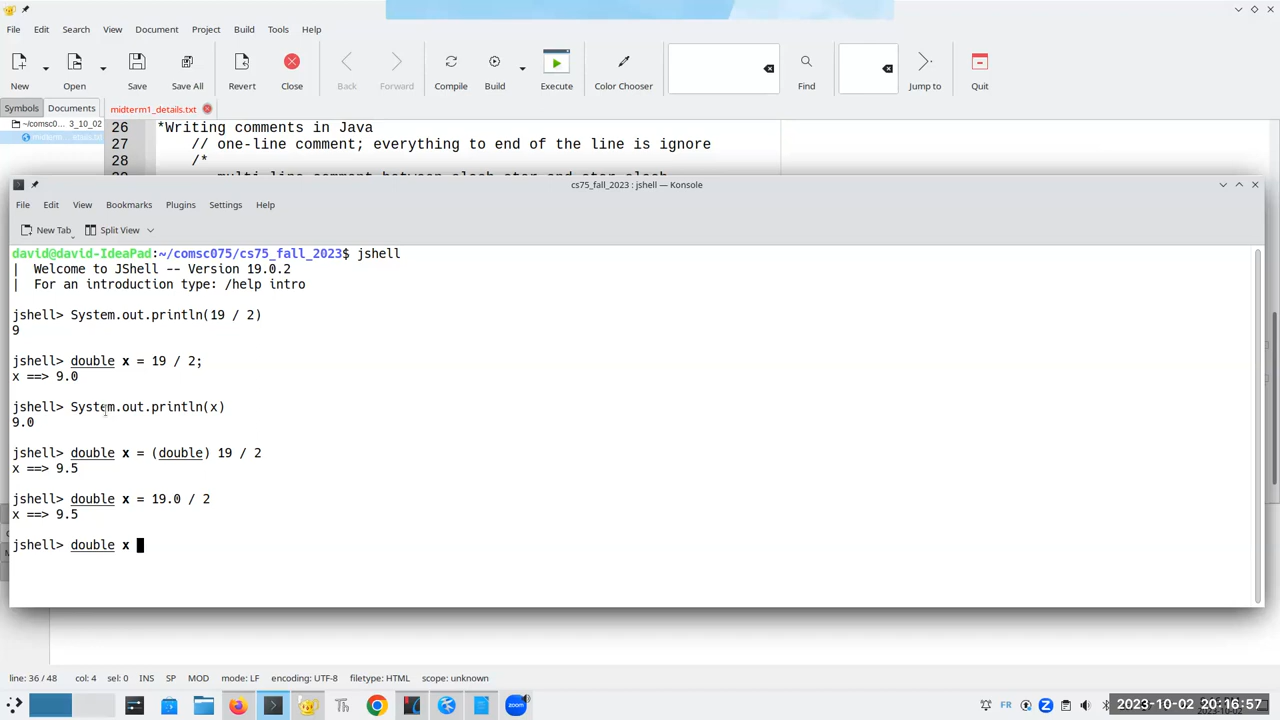 File Edit Search View Document Project Build Tools Help
New Open Save Save All Revert Close Back Forward Compile Build Execute Color Chooser Find Jump to Quit
Symbols Documents midterm1_details.txt
~/comsc0... 3_10_02
26 *Writing comments in Java
27 // one-line comment; everything to end of the line is ignore
28 /*
cs75_fall_2023 : jshell — Konsole
File Edit View Bookmarks Plugins Settings Help
New Tab Split View
david@david-IdeaPad:~/comsc075/cs75_fall_2023$ jshell
| Welcome to JShell -- Version 19.0.2
| For an introduction type: /help intro
jshell> System.out.println(19 / 2)
9
jshell> double x = 19 / 2;
x ==> 9.0
jshell> System.out.println(x)
9.0
jshell> double x = (double) 19 / 2
x ==> 9.5
jshell> double x = 19.0 / 2
x ==> 9.5
jshell> double x
line: 36 / 48 col: 4 sel: 0 INS SP MOD mode: LF encoding: UTF-8 filetype: HTML scope: unknown
zoom FR 2023-10-02 20:16:57